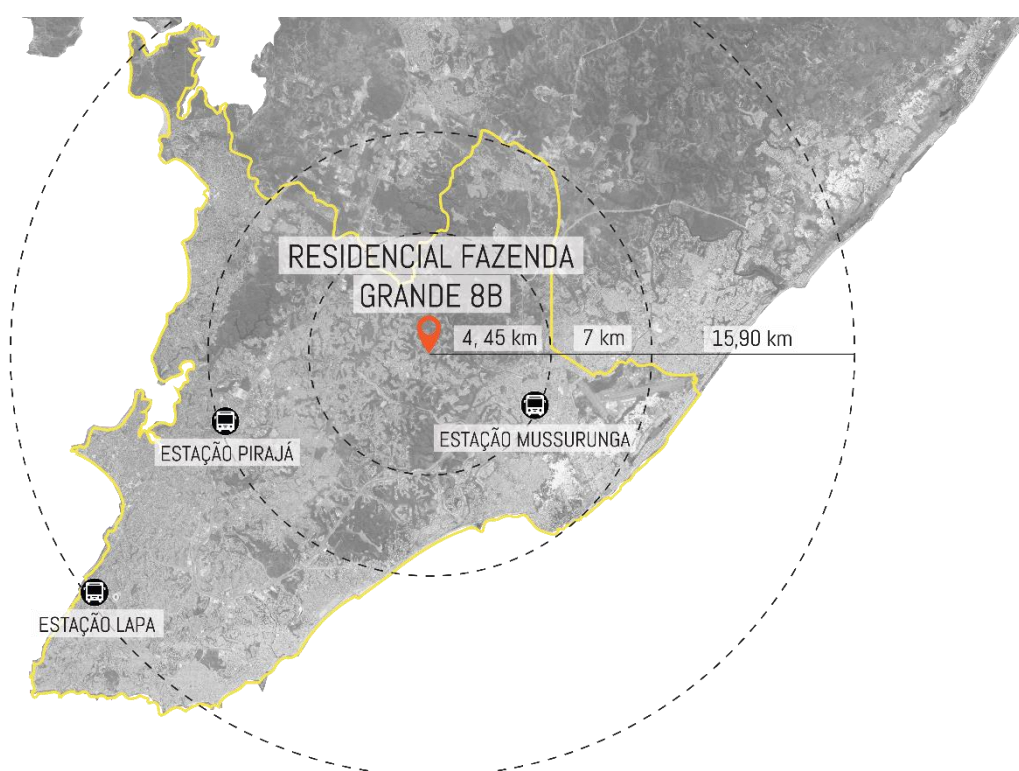 RESIDENCIAL FAZENDA
GRANDE 8B
4, 45 km
7 km
15,90 km
ESTAÇÃO MUSSURUNGA
ESTAÇÃO PIRAJÁ
ESTAÇÃO LAPA